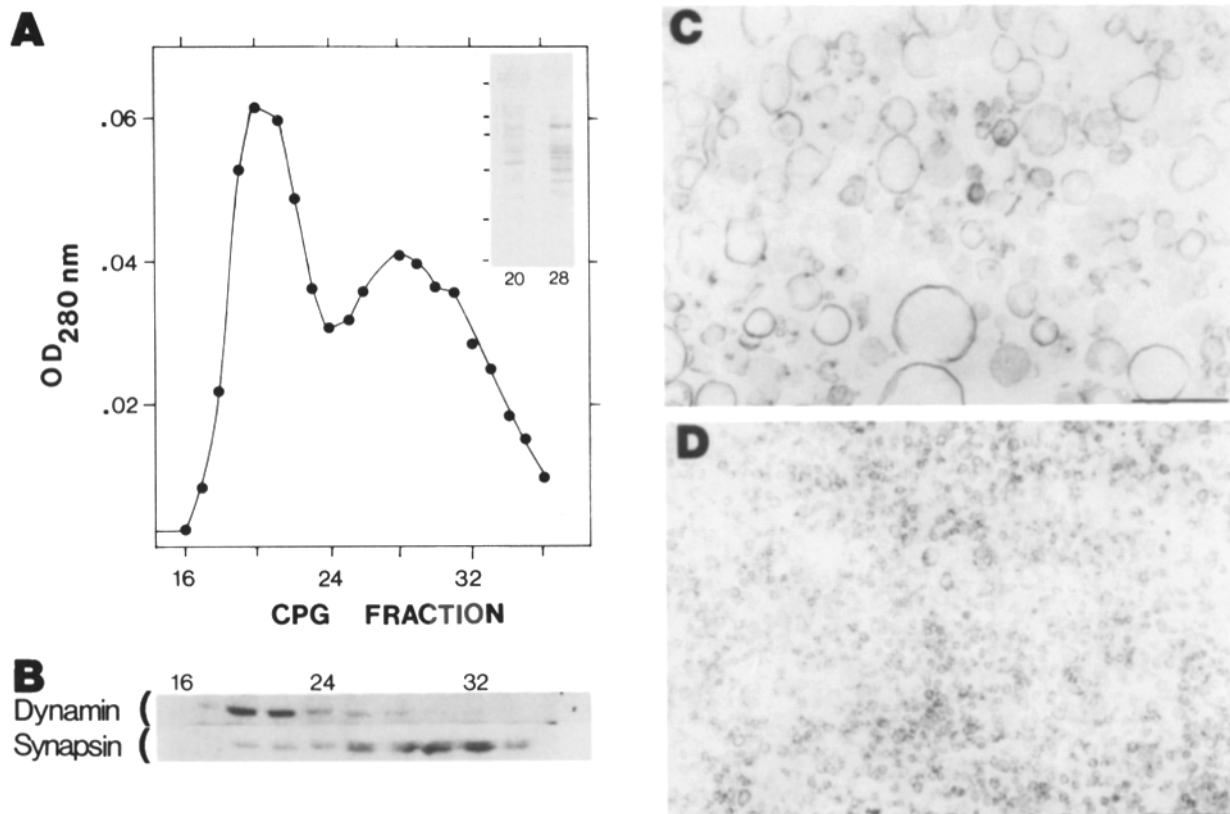 A
.06
.04
.02
OD280 nm
20 28
16 24 32
CPG FRACTION
B
16 24 32
Dynamin (
Synapsin (
C
D